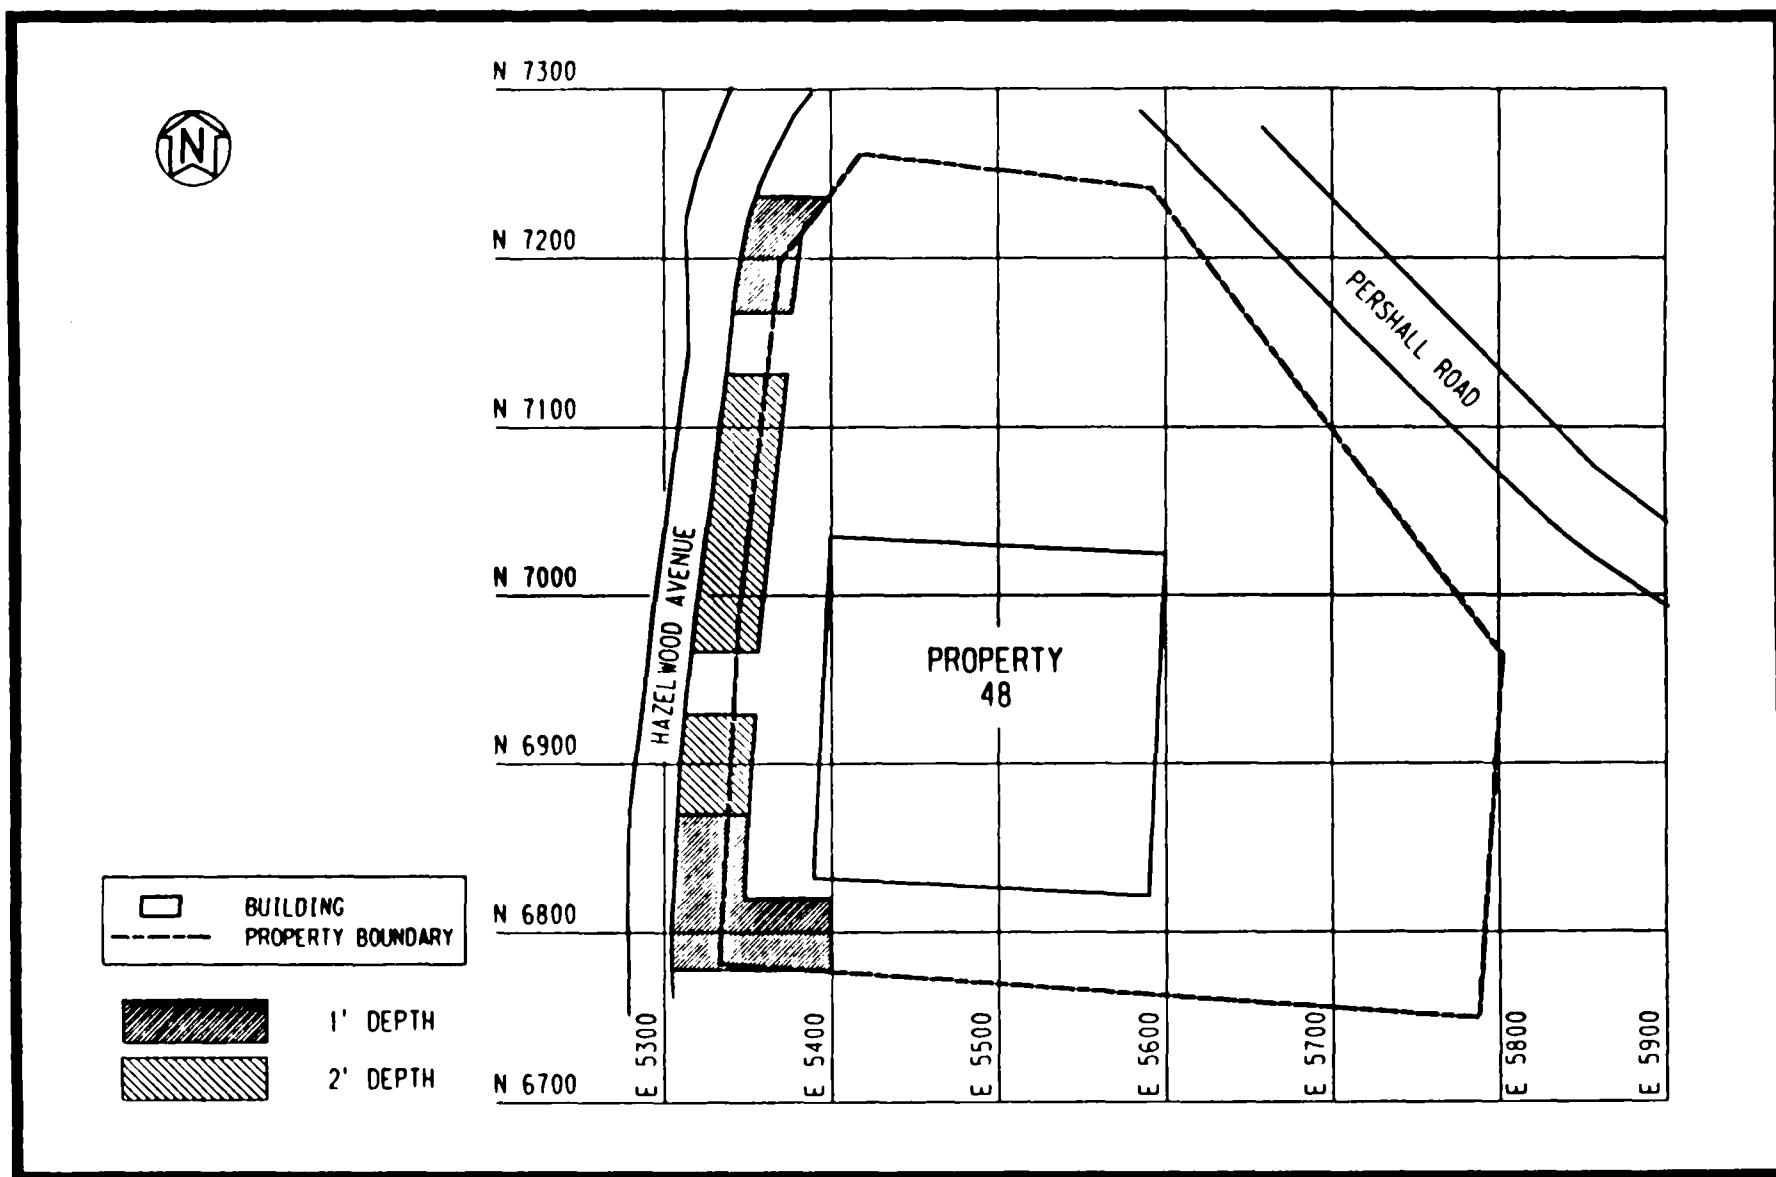 N 7300
N
N 7200
PERSHALL ROAD
N 7100
N 7000
HAZELWOOD AVENUE
PROPERTY
48
N 6900
BUILDING
N 6800
PROPERTY BOUNDARY
1' DEPTH
2' DEPTH
N 6700
E 5300
E 5400
E 5500
E 5600
E 5700
E 5800
E 5900